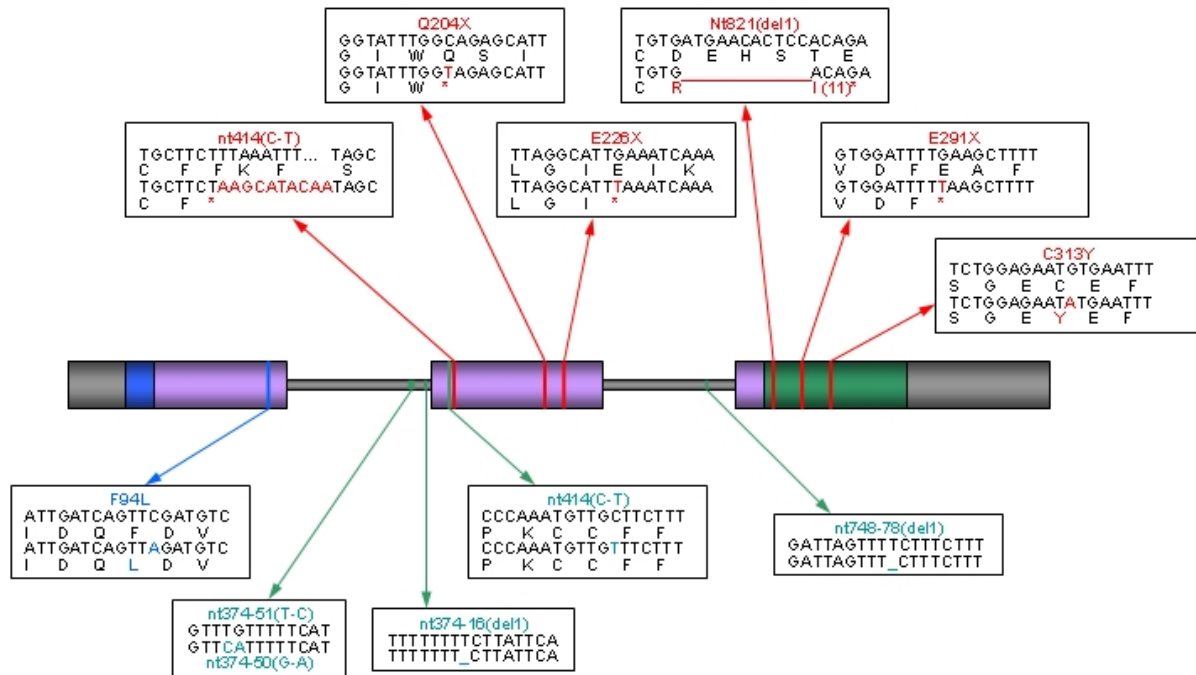 Q204X
GGTATTTGGCAGAGCATT
G I W Q S I
GGTATTTGGTAGAGCATT
G I W *
Nt821(del1)
TGTGATGAACACTCCACAGA
C D E H S T E
TGTG ACAGA
C R I (11)*
nt414(C-T)
TGCTTCTTTAAATTT... TAGC
C F F K F S
TGCTTCTAAGCATACAATAGC
C F *
E226X
TTAGGCATTGAAATCAAA
L G I E I K
TTAGGCATTTAAATCAAA
L G I *
E291X
GTGGATTTTGAAGCTTTT
V D F E A F
GTGGATTTTTAAGCTTTT
V D F *
C313Y
TCTGGAGAATGTGAATTT
S G E C E F
TCTGGAGAATATGAATTT
S G E Y E F
F94L
ATTGATCAGTTCGATGTC
I D Q F D V
ATTGATCAGTTAGATGTC
I D Q L D V
nt414(C-T)
CCCAAATGTTGCTTCTTT
P K C C F F
CCCAAATGTTGTTTCTTT
P K C C F F
nt748-78(del1)
GATTAGTTTTCTTTCTTT
GATTAGTTT_CTTTCTTT
nt374-51(T-C)
GTTTGTTTTTCAT
GTTCATTTTTCAT
nt374-50(G-A)
nt374-16(del1)
TTTTTTTTCTTATTCA
TTTTTTT_CTTATTCA